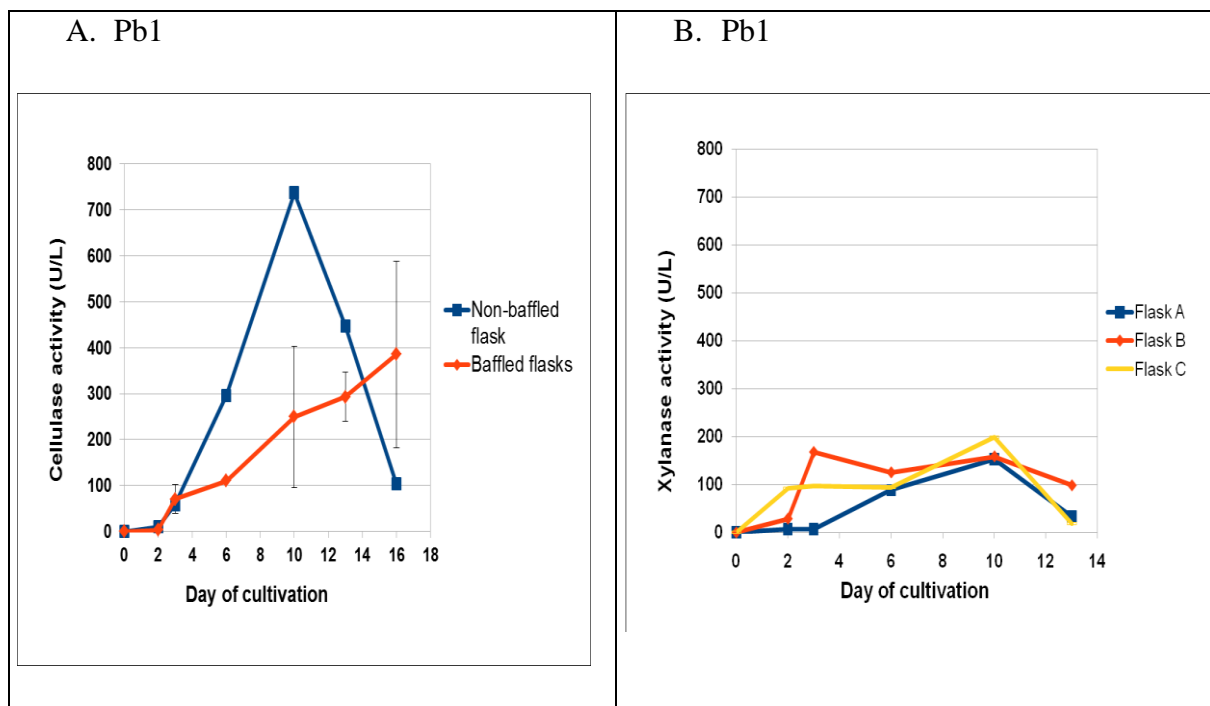 A. Pb1
800
700
600
500
400
300
200
100
0
Cellulase activity (U/L)
0 2 4 6 8 10 12 14 16 18
Day of cultivation
Non-baffled
flask
Baffled flasks
B. Pb1
800
700
600
500
400
300
200
100
0
Xylanase activity (U/L)
0 2 4 6 8 10 12 14
Day of cultivation
Flask A
Flask B
Flask C